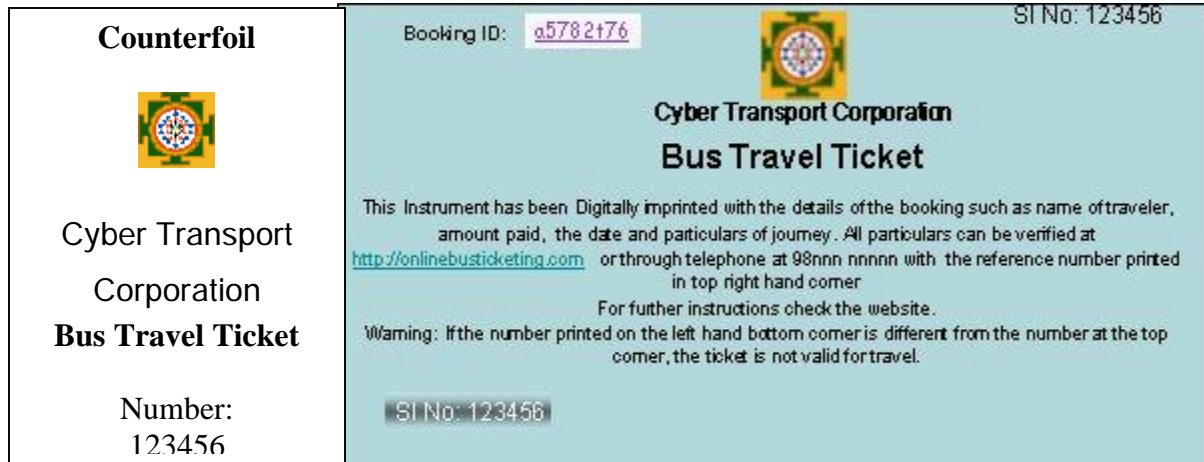 Counterfoil
Cyber Transport
Corporation
Bus Travel Ticket
Number:
123456
Booking ID: a5782t76
SI No: 123456
Cyber Transport Corporation
Bus Travel Ticket
This Instrument has been Digitally imprinted with the details of the booking such as name of traveler,
amount paid, the date and particulars of journey. All particulars can be verified at
http://onlinebusticketing.com or through telephone at 98nnn nnnnn with the reference number printed
in top right hand corner
For further instructions check the website.
Warning: If the number printed on the left hand bottom corner is different from the number at the top
corner, the ticket is not valid for travel.
SI No: 123456